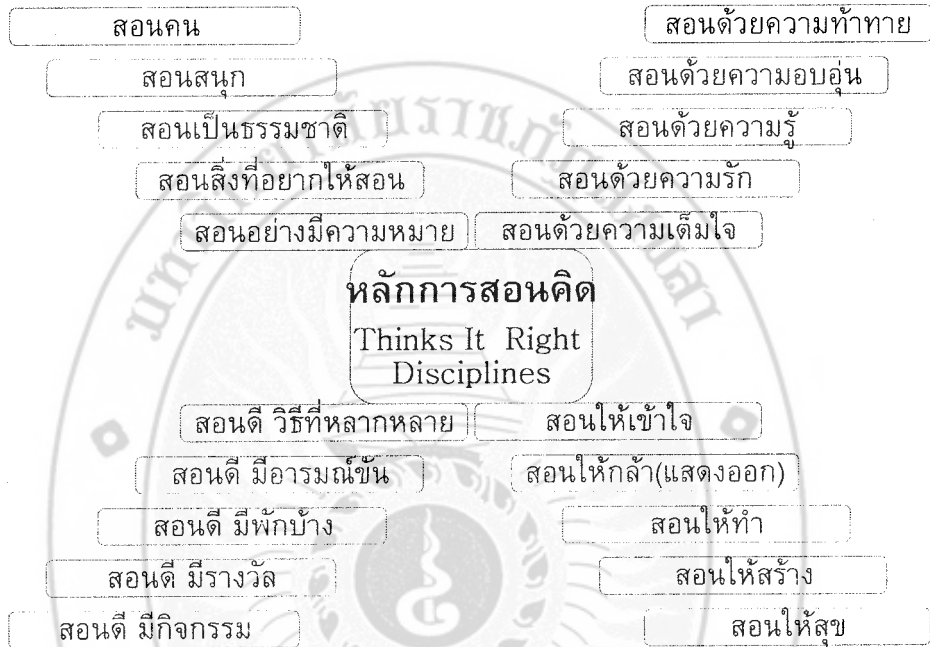 สอนคน
สอนด้วยความท้าทาย
สอนสนุก
สอนด้วยความอบอุ่น
สอนเป็นธรรมชาติ
สอนด้วยความรู้
สอนสิ่งที่อยากให้สอน
สอนด้วยความรัก
สอนอย่างมีความหมาย
สอนด้วยความเต็มใจ
หลักการสอนคิด
Thinks It Right
Disciplines
สอนดี วิธีที่หลากหลาย
สอนให้เข้าใจ
สอนดี มีอารมณ์ขัน
สอนให้กล้า(แสดงออก)
สอนดี มีพักบ้าง
สอนให้ทำ
สอนดี มีรางวัล
สอนให้สร้าง
สอนดี มีกิจกรรม
สอนให้สุข